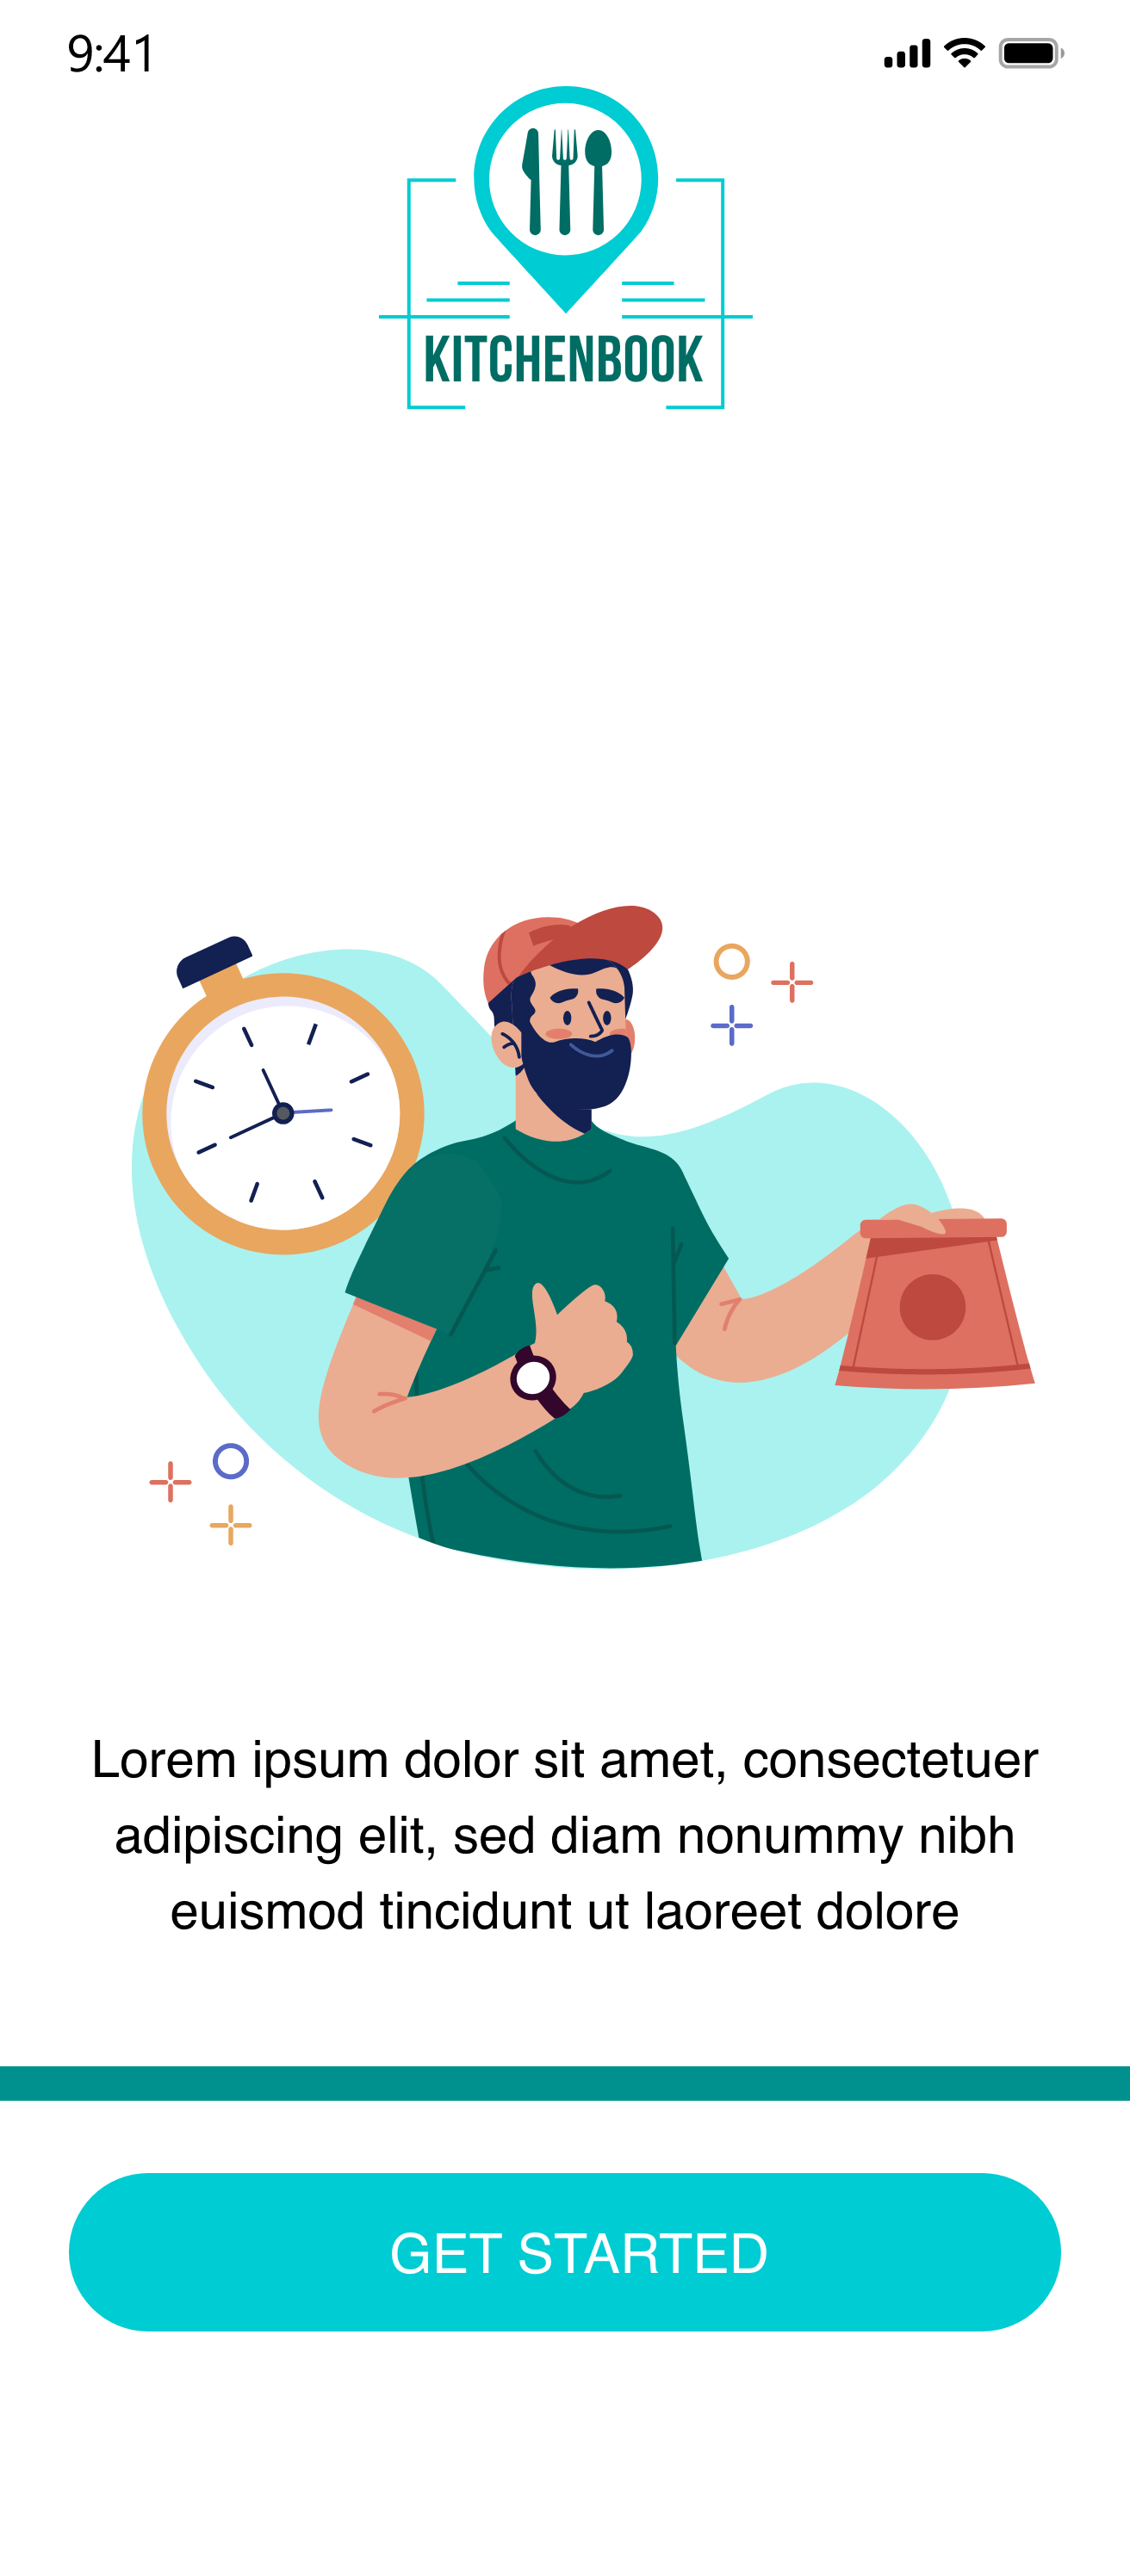 9:41
KITCHENBOOK
Lorem ipsum dolor sit amet, consectetuer
adipiscing elit, sed diam nonummy nibh
euismod tincidunt ut laoreet dolore
GET STARTED